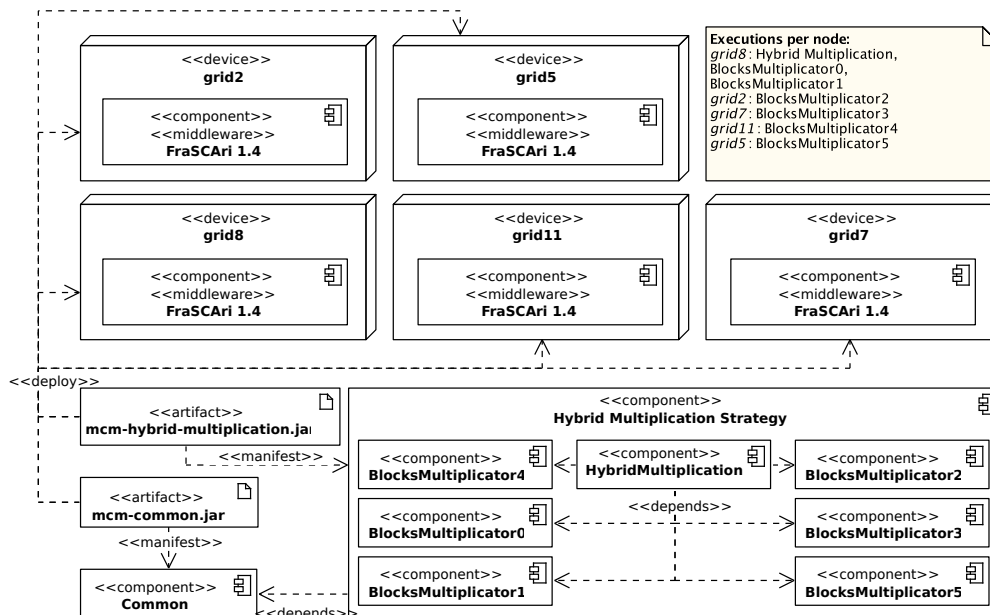 <<device>>
grid2
<<component>>
<<middleware>>
FraSCAri 1.4
<<device>>
grid5
<<component>>
<<middleware>>
FraSCAri 1.4
Executions per node:
grid8: Hybrid Multiplication,
BlocksMultiplicator0,
BlocksMultiplicator1
grid2: BlocksMultiplicator2
grid7: BlocksMultiplicator3
grid11: BlocksMultiplicator4
grid5: BlocksMultiplicator5
<<device>>
grid8
<<component>>
<<middleware>>
FraSCAri 1.4
<<device>>
grid11
<<component>>
<<middleware>>
FraSCAri 1.4
<<device>>
grid7
<<component>>
<<middleware>>
FraSCAri 1.4
<<deploy>>
<<artifact>>
mcm-hybrid-multiplication.jar
<<manifest>>
<<artifact>>
mcm-common.jar
<<manifest>>
<<component>>
Common
<<depends>>
<<component>>
Hybrid Multiplication Strategy
<<component>>
BlocksMultiplicator4
<<component>>
HybridMultiplication
<<component>>
BlocksMultiplicator2
<<depends>>
<<component>>
BlocksMultiplicator0
<<component>>
BlocksMultiplicator3
<<component>>
BlocksMultiplicator1
<<component>>
BlocksMultiplicator5